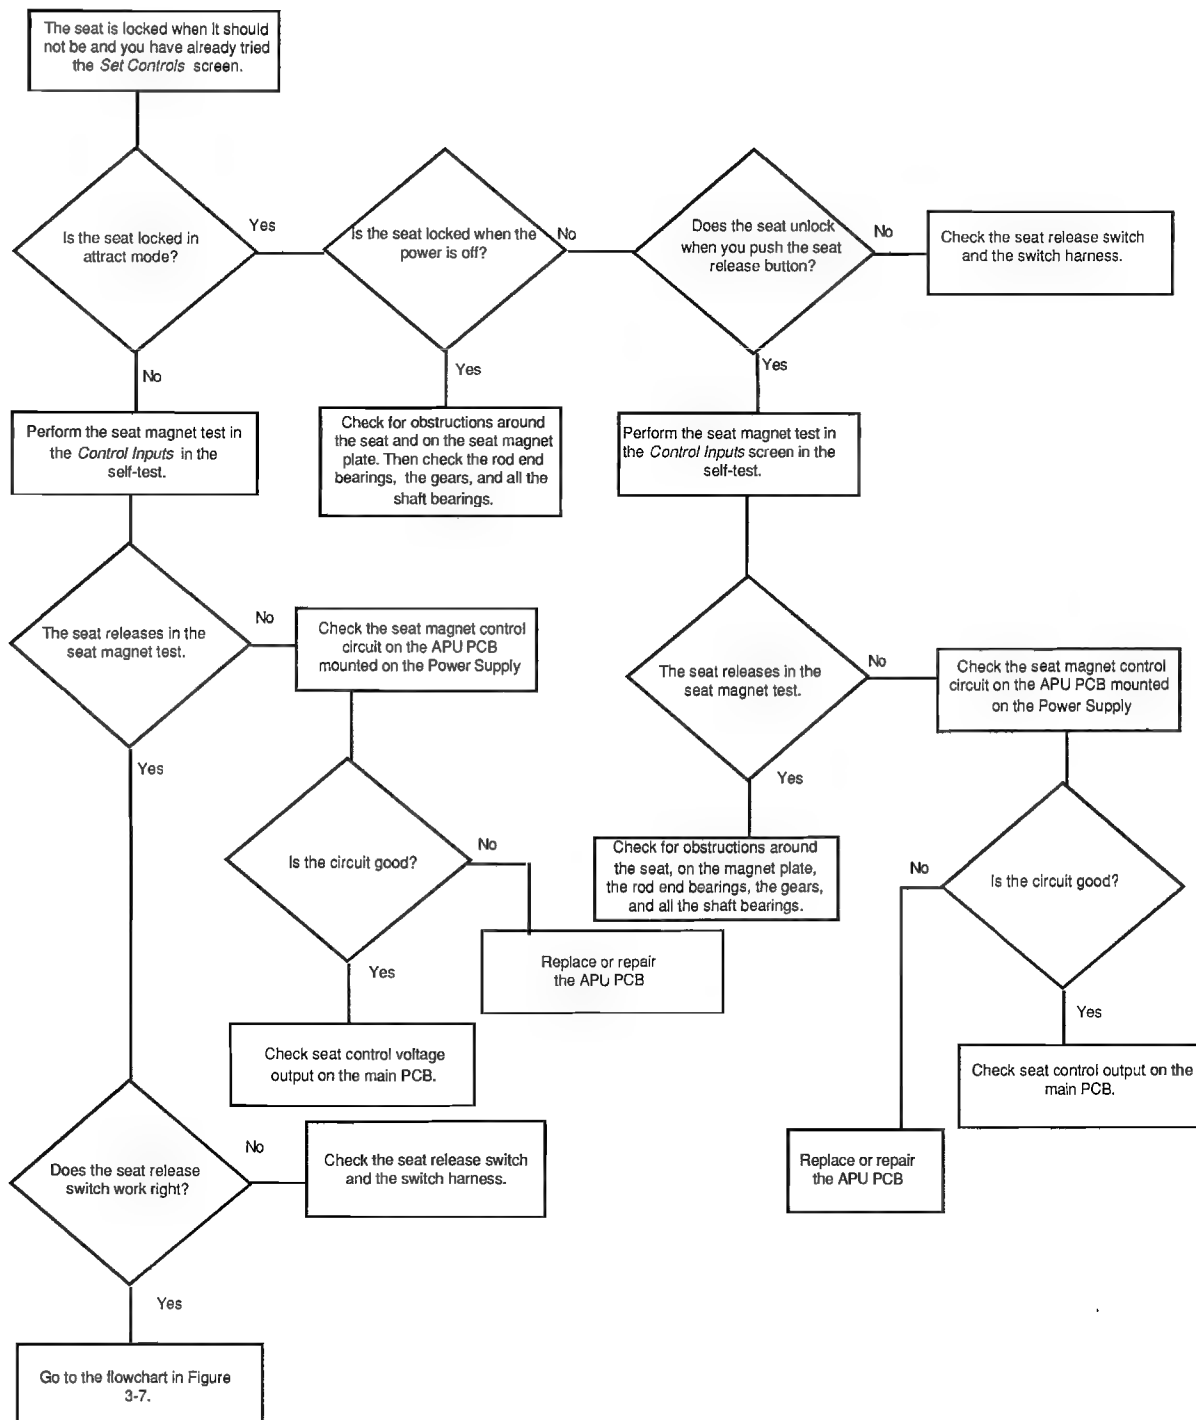 The seat is locked when it should
not be and you have already tried
the Set Controls screen.
Is the seat locked in
attract mode?
Yes
Is the seat locked when the
power is off?
No
Does the seat unlock
when you push the seat
release button?
No
Check the seat release switch
and the switch harness.
No
Yes
Yes
Perform the seat magnet test in
the Control Inputs in the
self-test.
Check for obstructions around
the seat and on the seat magnet
plate. Then check the rod end
bearings, the gears, and all the
shaft bearings.
Perform the seat magnet test in
the Control Inputs screen in the
self-test.
The seat releases in the
seat magnet test.
No
Check the seat magnet control
circuit on the APU PCB
mounted on the Power Supply
The seat releases in the
seat magnet test.
No
Check the seat magnet control
circuit on the APU PCB mounted
on the Power Supply
Yes
Yes
Is the circuit good?
No
Check for obstructions around
the seat, on the magnet plate,
the rod end bearings, the gears,
and all the shaft bearings.
No
Is the circuit good?
Yes
Replace or repair
the APU PCB
Yes
Check seat control voltage
output on the main PCB.
Check seat control output on the
main PCB.
Does the seat release
switch work right?
No
Check the seat release switch
and the switch harness.
Replace or repair
the APU PCB
Yes
Go to the flowchart in Figure
3-7.